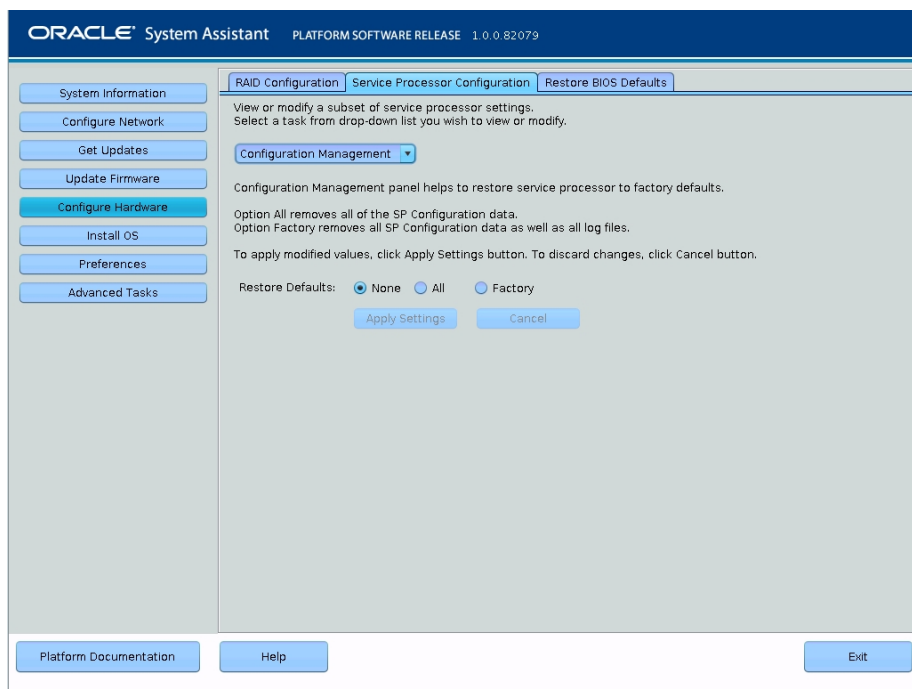 ORACLE® System Assistant PLATFORM SOFTWARE RELEASE 1.0.0.82079
System Information
Configure Network
Get Updates
Update Firmware
Configure Hardware
Install OS
Preferences
Advanced Tasks
RAID Configuration Service Processor Configuration Restore BIOS Defaults
View or modify a subset of service processor settings.
Select a task from drop-down list you wish to view or modify.
Configuration Management
Configuration Management panel helps to restore service processor to factory defaults.
Option All removes all of the SP Configuration data.
Option Factory removes all SP Configuration data as well as all log files.
To apply modified values, click Apply Settings button. To discard changes, click Cancel button.
Restore Defaults: None All Factory
Apply Settings Cancel
Platform Documentation Help Exit